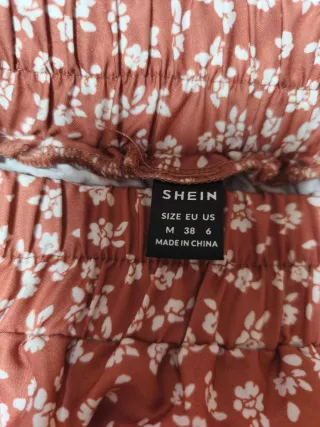 SHEIN
SIZE EU US
M 38 6
MADE IN CHINA